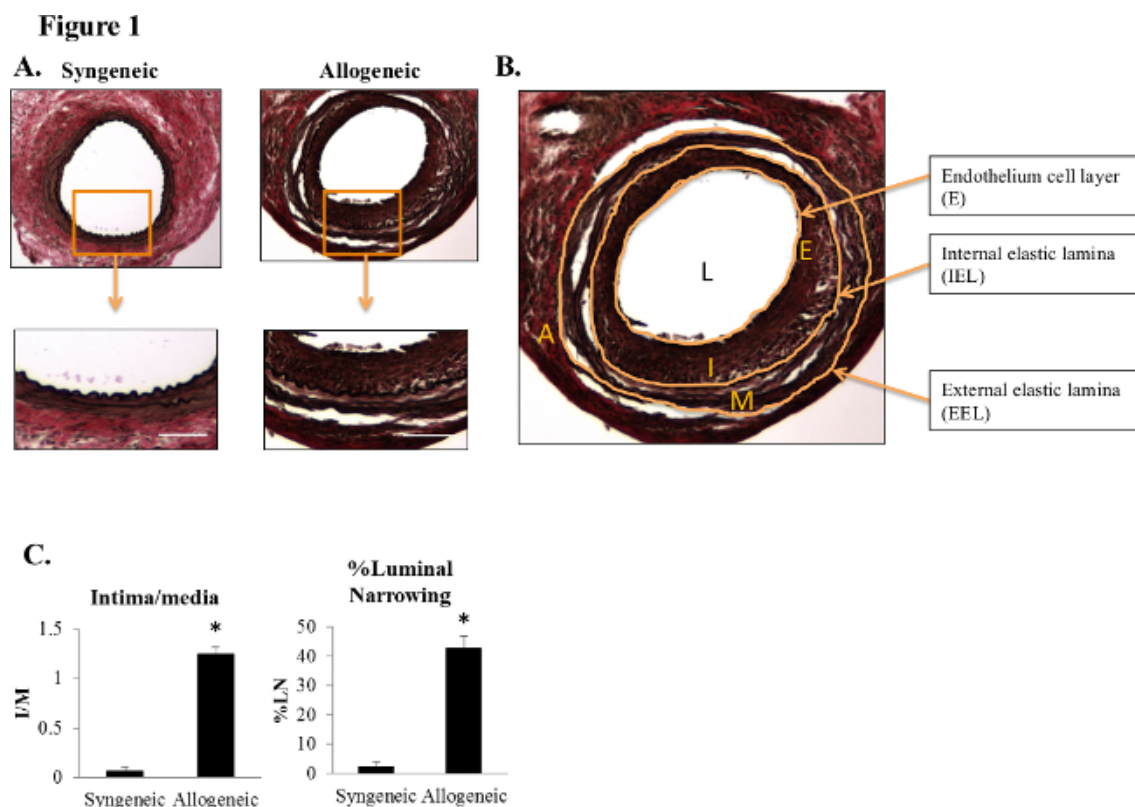 Figure 1
A.
Syngeneic
Allogeneic
B.
L
E
A
I
M
Endothelium cell layer
(E)
Internal elastic lamina
(IEL)
External elastic lamina
(EEL)
C.
Intima/media
I/M
1.5
1
0.5
0
Syngeneic Allogeneic
*
%Luminal
Narrowing
%LN
50
40
30
20
10
0
Syngeneic Allogeneic
*